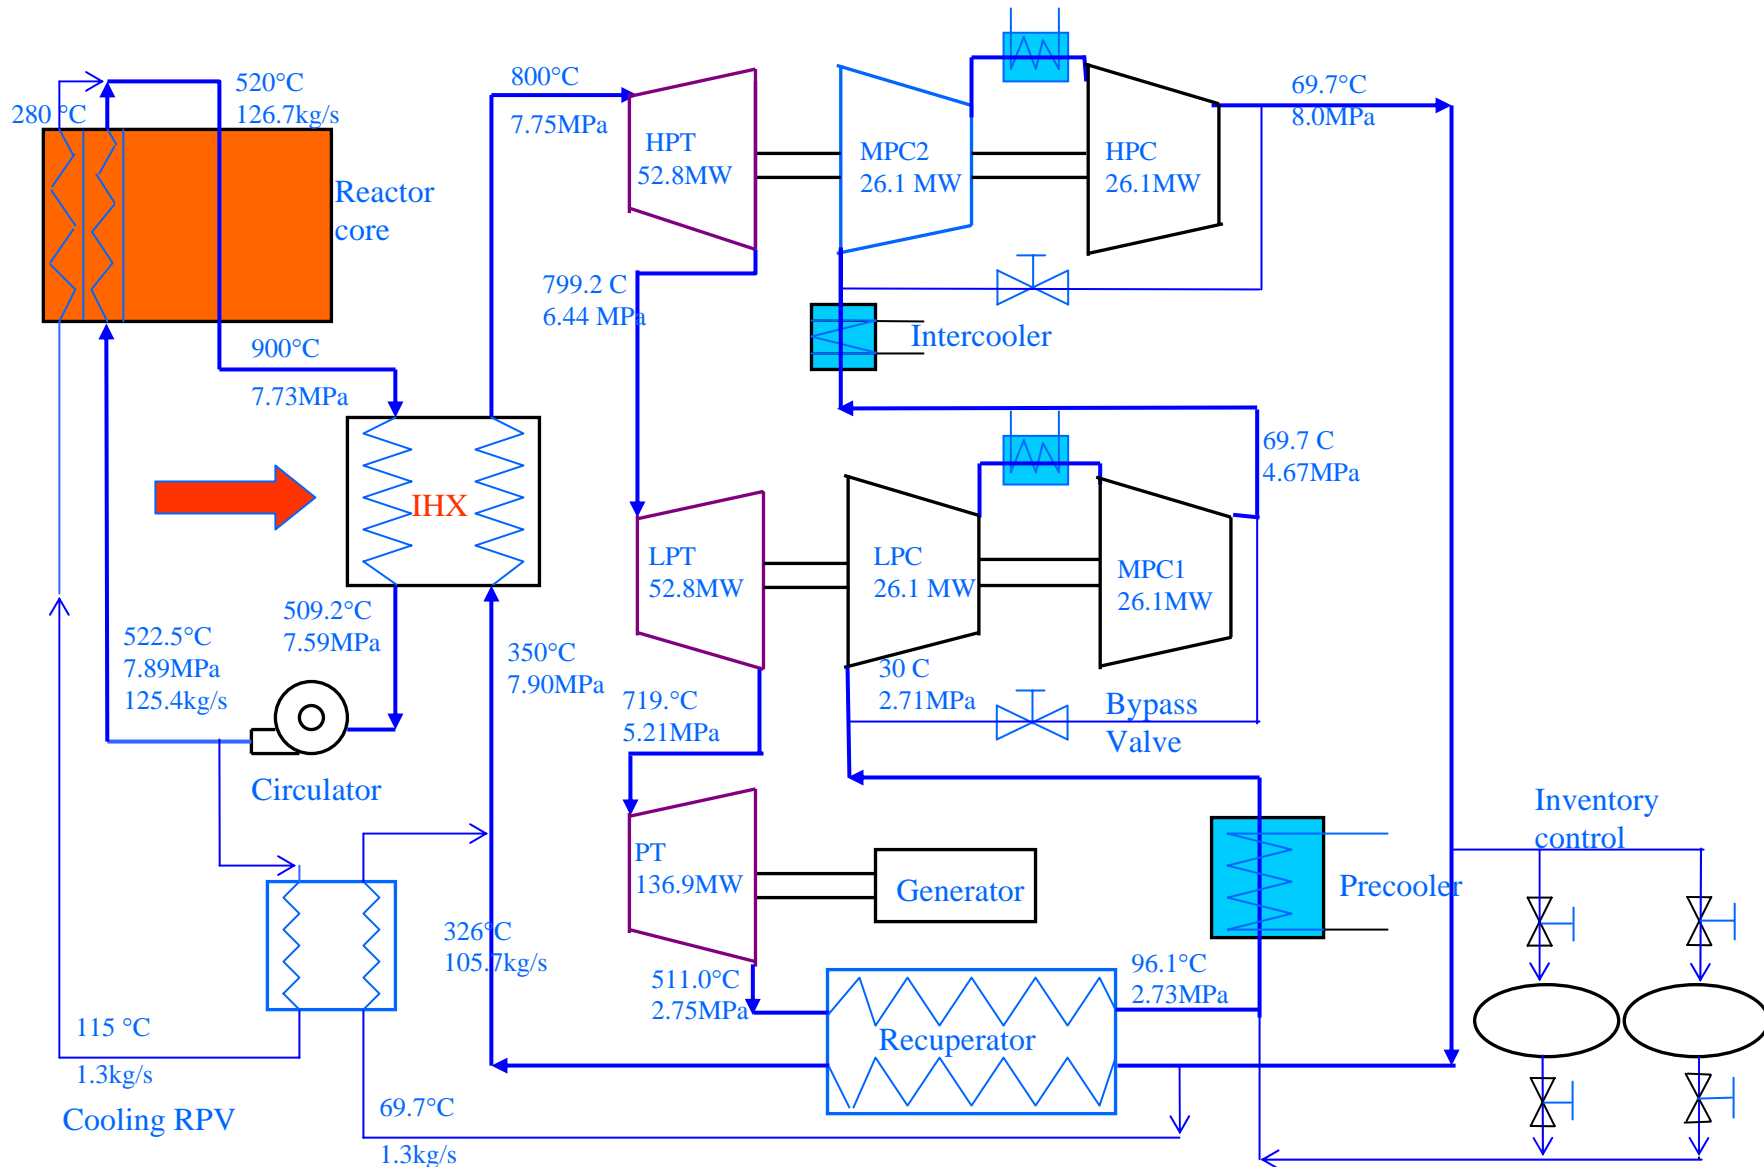 280 °C
520°C
126.7kg/s
Reactor
core
800°C
7.75MPa
HPT
52.8MW
MPC2
26.1 MW
HPC
26.1MW
69.7°C
8.0MPa
799.2 C
6.44 MPa
Intercooler
900°C
7.73MPa
IHX
69.7 C
4.67MPa
LPT
52.8MW
LPC
26.1 MW
MPC1
26.1MW
509.2°C
7.59MPa
522.5°C
7.89MPa
125.4kg/s
350°C
7.90MPa
30 C
2.71MPa
Bypass
Valve
719.°C
5.21MPa
Circulator
Inventory
control
PT
136.9MW
Generator
Precooler
326°C
105.7kg/s
511.0°C
2.75MPa
96.1°C
2.73MPa
Recuperator
115 °C
1.3kg/s
Cooling RPV
69.7°C
1.3kg/s